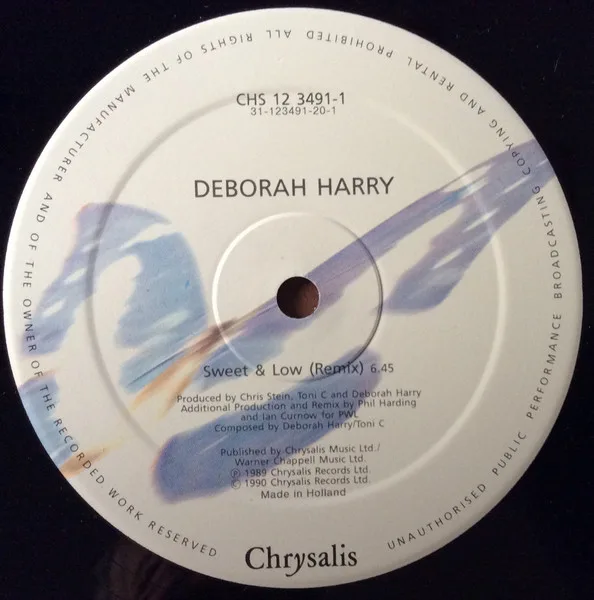 CHS 12 3491-1
31-123491-20-1
DEBORAH HARRY
Sweet & Low (Remix) 6.45
Produced by Chris Stein, Toni C and Deborah Harry
Additional Production and Remix by Phil Harding
and Ian Curnow for PWL
Composed by Deborah Harry/Toni C
Published by Chrysalis Music Ltd./
Warner Chappell Music Ltd.
℗ 1989 Chrysalis Records Ltd.
© 1990 Chrysalis Records Ltd.
Made in Holland
Chrysalis
ALL RIGHTS OF THE MANUFACTURER AND OF THE OWNER OF THE RECORDED WORK RESERVED
UNAUTHORISED PUBLIC PERFORMANCE BROADCASTING COPYING AND RENTAL PROHIBITED